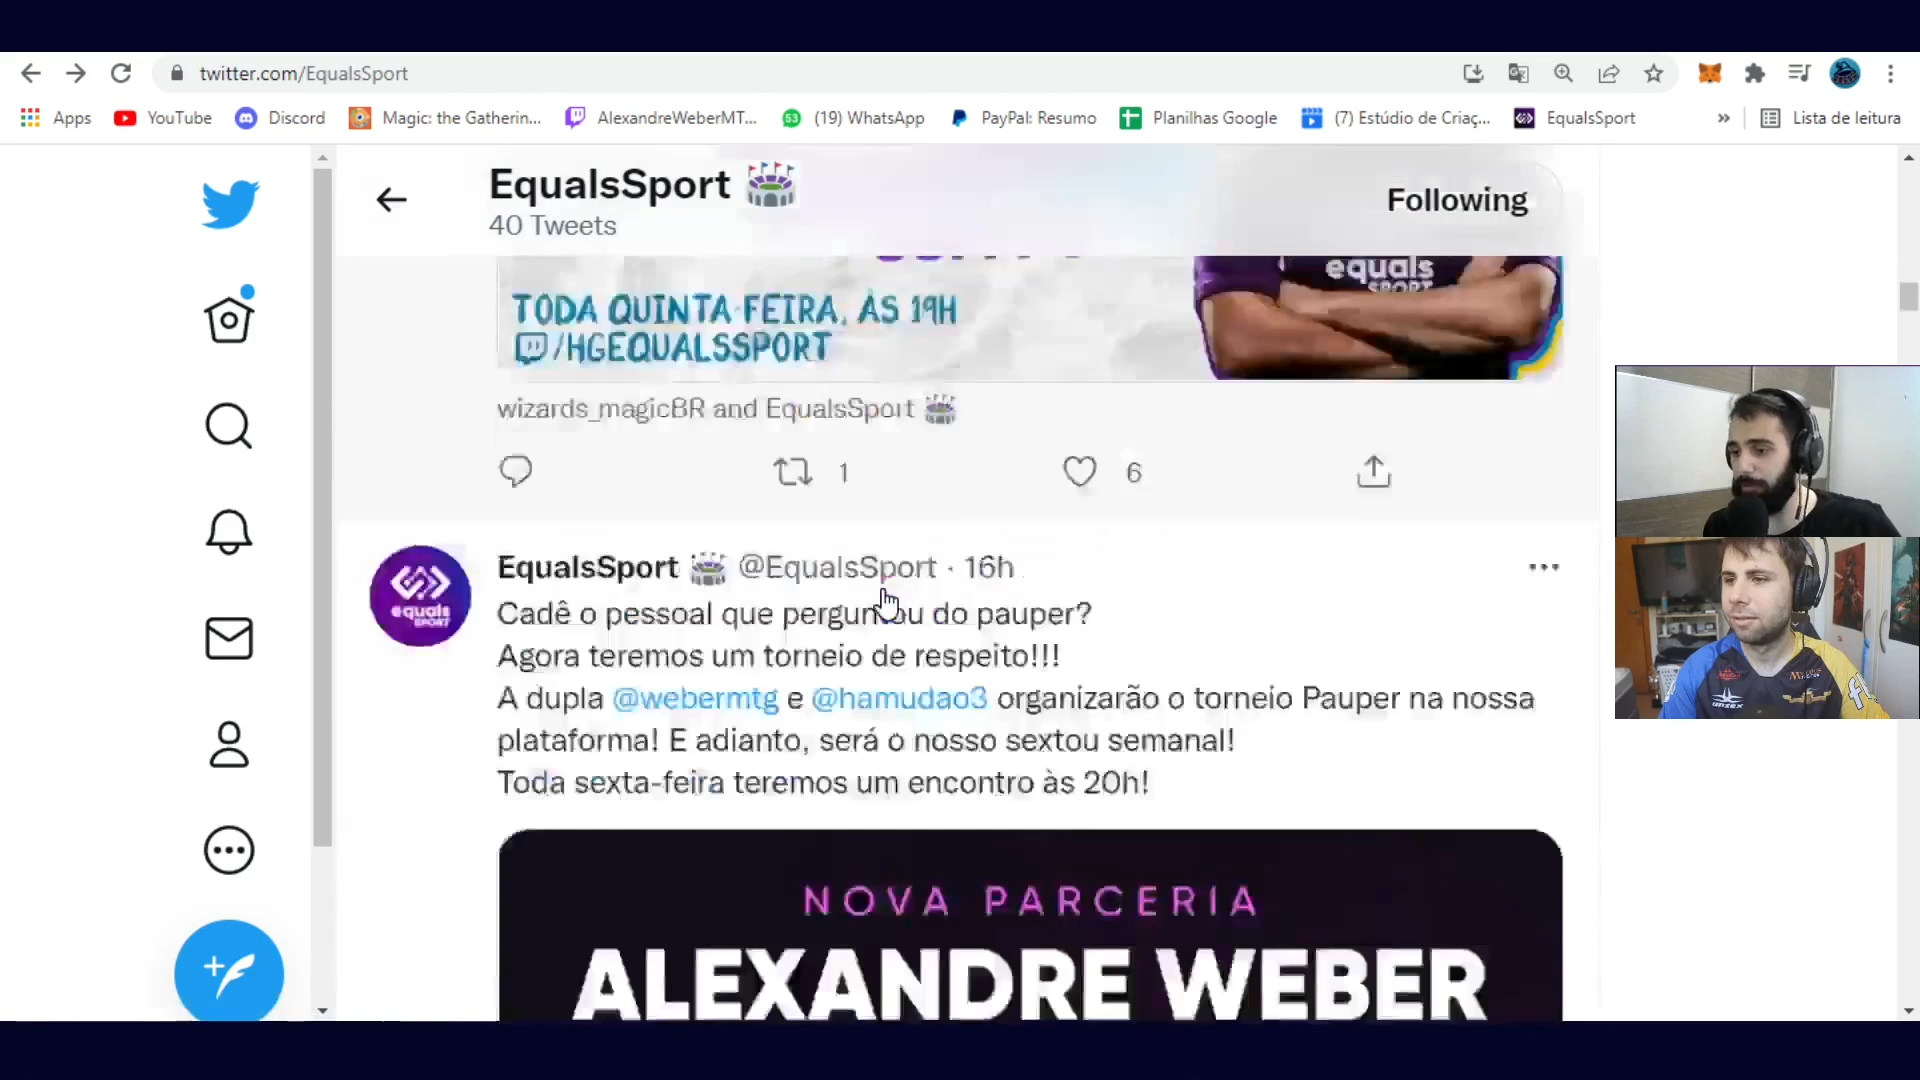 twitter.com/EqualsSport
Apps
YouTube
Discord
Magic: the Gatherin...
AlexandreWeberMT...
53
(19) WhatsApp
PayPal: Resumo
Planilhas Google
(7) Estúdio de Criaç...
EqualsSport
»
Lista de leitura
EqualsSport
40 Tweets
Following
TODA QUINTA-FEIRA, ÀS 19H
/HGEQUALSSPORT
equals
SPORT
wizards_magicBR and EqualsSport
1
6
equals
SPORT
EqualsSport @EqualsSport · 16h
Cadê o pessoal que perguntou do pauper?
Agora teremos um torneio de respeito!!!
A dupla @webermtg e @hamudao3 organizarão o torneio Pauper na nossa
plataforma! E adianto, será o nosso sextou semanal!
Toda sexta-feira teremos um encontro às 20h!
NOVA PARCERIA
ALEXANDRE WEBER